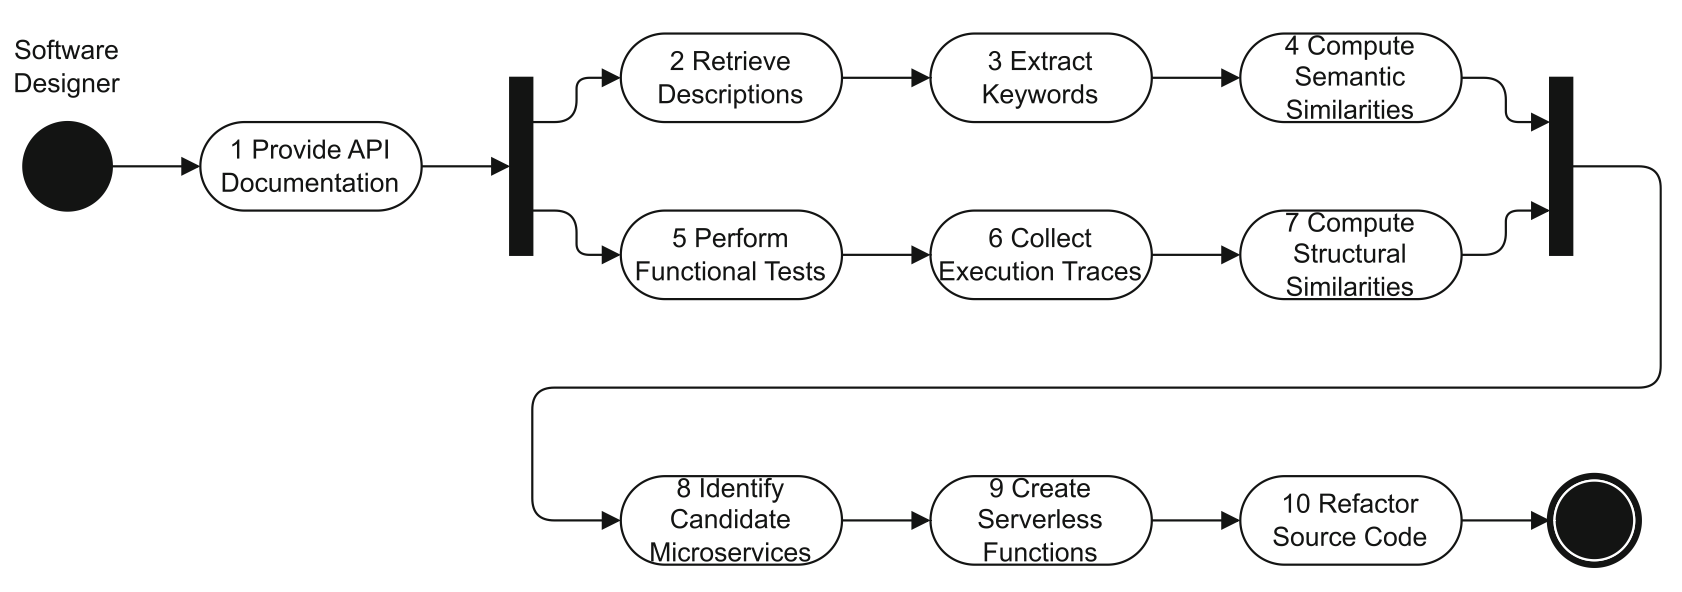 Software
Designer
1 Provide API
Documentation
2 Retrieve
Descriptions
3 Extract
Keywords
4 Compute
Semantic
Similarities
5 Perform
Functional Tests
6 Collect
Execution Traces
7 Compute
Structural
Similarities
8 Identify
Candidate
Microservices
9 Create
Serverless
Functions
10 Refactor
Source Code